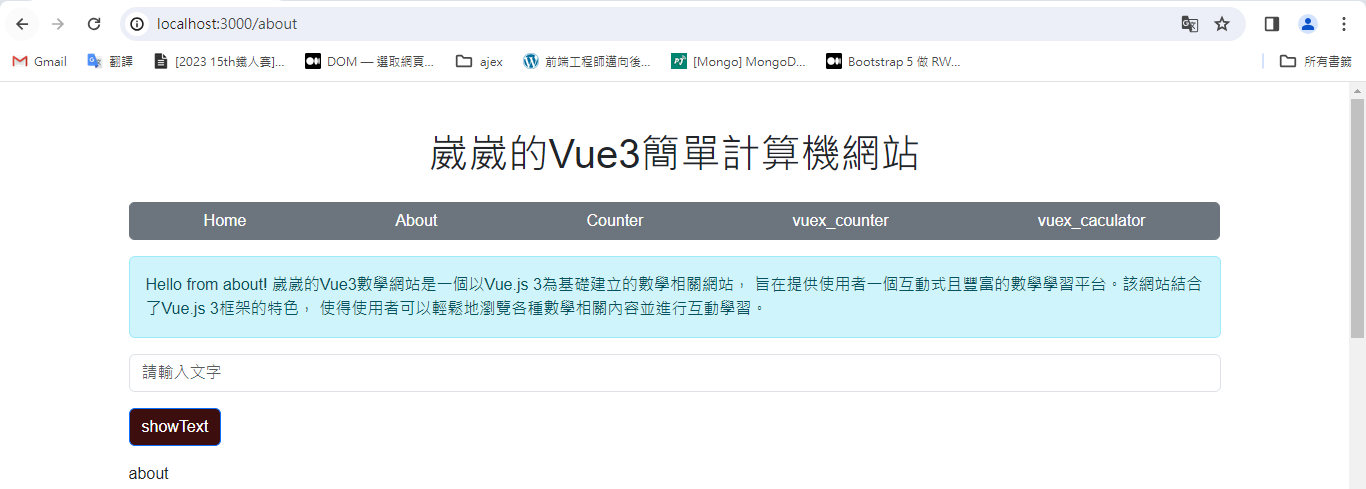 localhost:3000/about
Gmail 翻譯 [2023 15th鐵人賽]... DOM — 選取網頁... ajex 前端工程師邁向後... [Mongo] MongoD... Bootstrap 5 做 RW... 所有書籤
崴崴的Vue3簡單計算機網站
Home About Counter vuex_counter vuex_caculator
Hello from about! 崴崴的Vue3數學網站是一個以Vue.js 3為基礎建立的數學相關網站， 旨在提供使用者一個互動式且豐富的數學學習平台。該網站結合
了Vue.js 3框架的特色， 使得使用者可以輕鬆地瀏覽各種數學相關內容並進行互動學習。
請輸入文字
showText
about